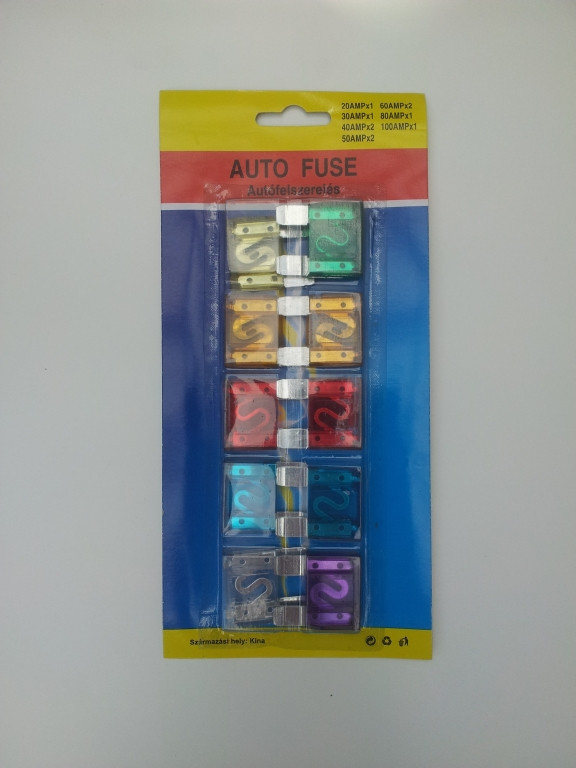 20AMPx1 60AMPx2
30AMPx1 80AMPx1
40AMPx2 100AMPx1
50AMPx2
AUTO FUSE
Autófelszerelés
Származási hely: Kína